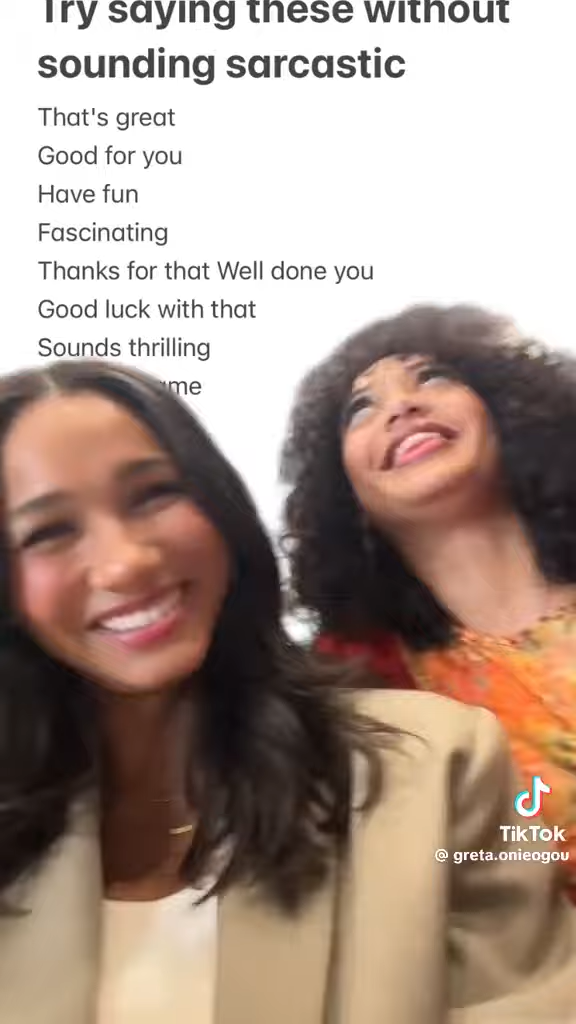 Try saying these without
sounding sarcastic
That's great
Good for you
Have fun
Fascinating
Thanks for that Well done you
Good luck with that
Sounds thrilling
TikTok
@ greta.onieogou